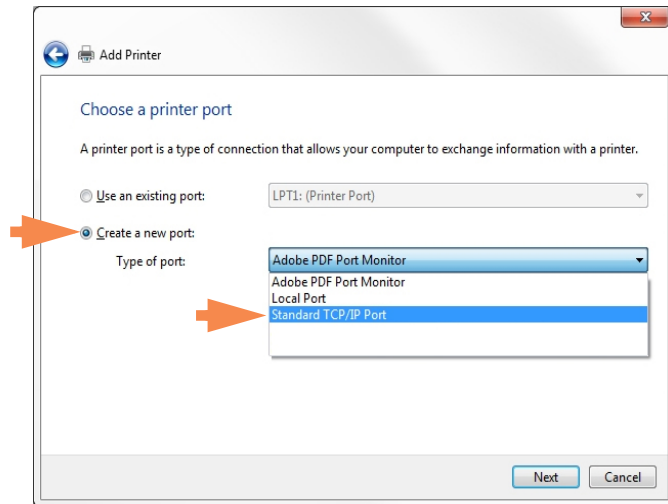 Add Printer
Choose a printer port
A printer port is a type of connection that allows your computer to exchange information with a printer.
Use an existing port: LPT1: (Printer Port)
Create a new port:
Type of port: Adobe PDF Port Monitor
Adobe PDF Port Monitor
Local Port
Standard TCP/IP Port
Next Cancel